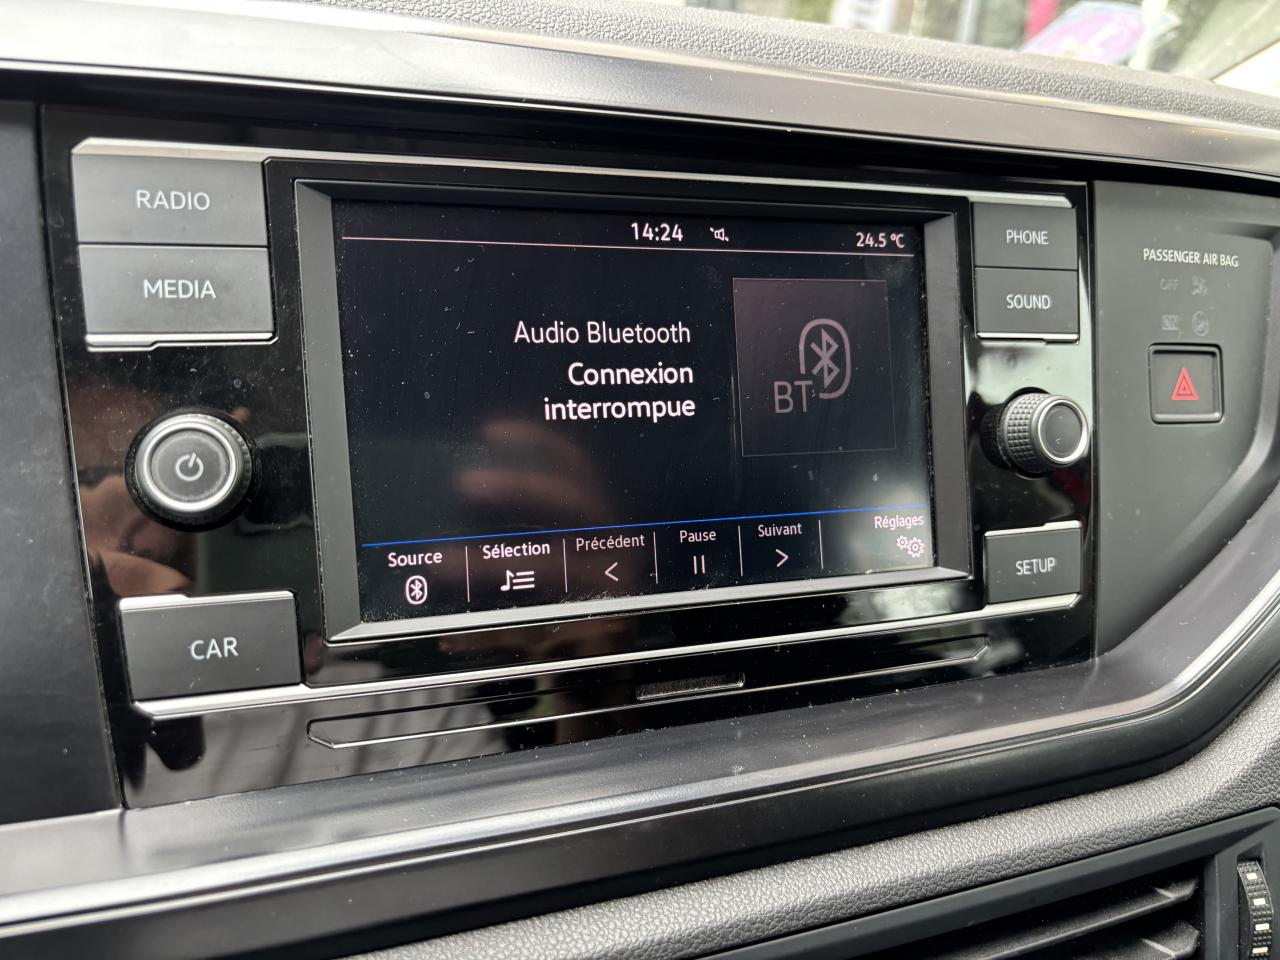 RADIO
MEDIA
CAR
14:24
24.5 °C
Audio Bluetooth
Connexion
interrompue
BT
Source
Sélection
Précédent
Pause
Suivant
Réglages
PHONE
SOUND
SETUP
PASSENGER AIR BAG
OFF